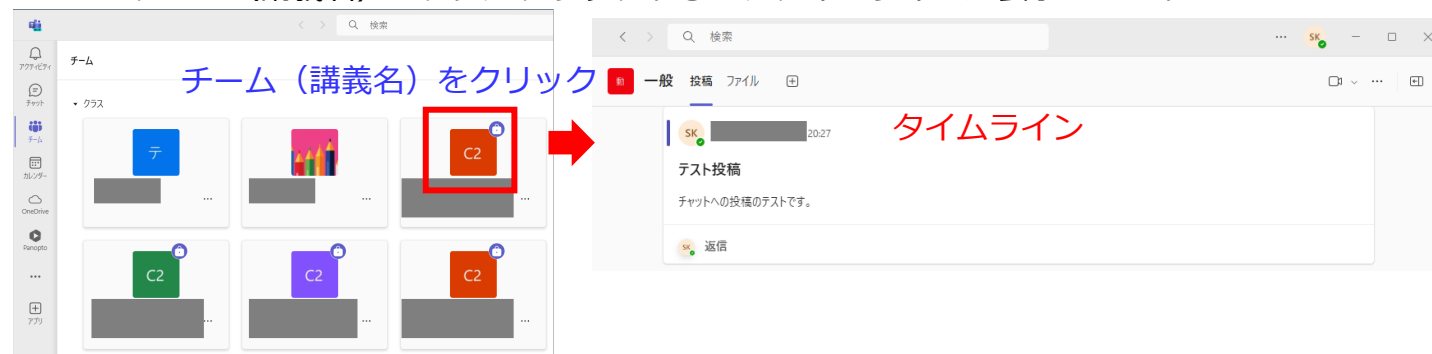 検索
アクティビティ
チャット
チーム
カレンダー
OneDrive
Panopto
アプリ
チーム
クラス
テ
C2
C2
C2
C2
チーム（講義名）をクリック
検索
SK
一般 投稿 ファイル
SK 20:27
タイムライン
テスト投稿
チャットへの投稿のテストです。
SK 返信